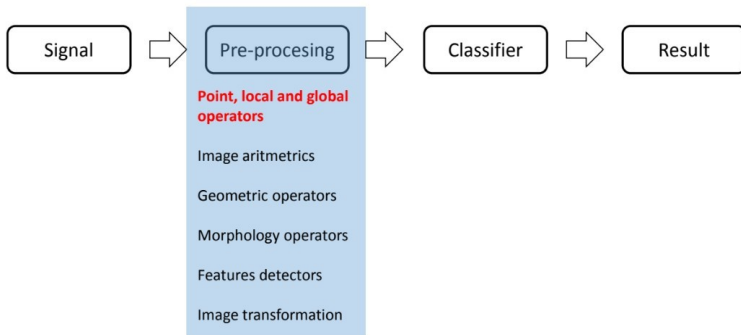 Signal
Pre-procesing
Classifier
Result
Point, local and global
operators
Image aritmetrics
Geometric operators
Morphology operators
Features detectors
Image transformation